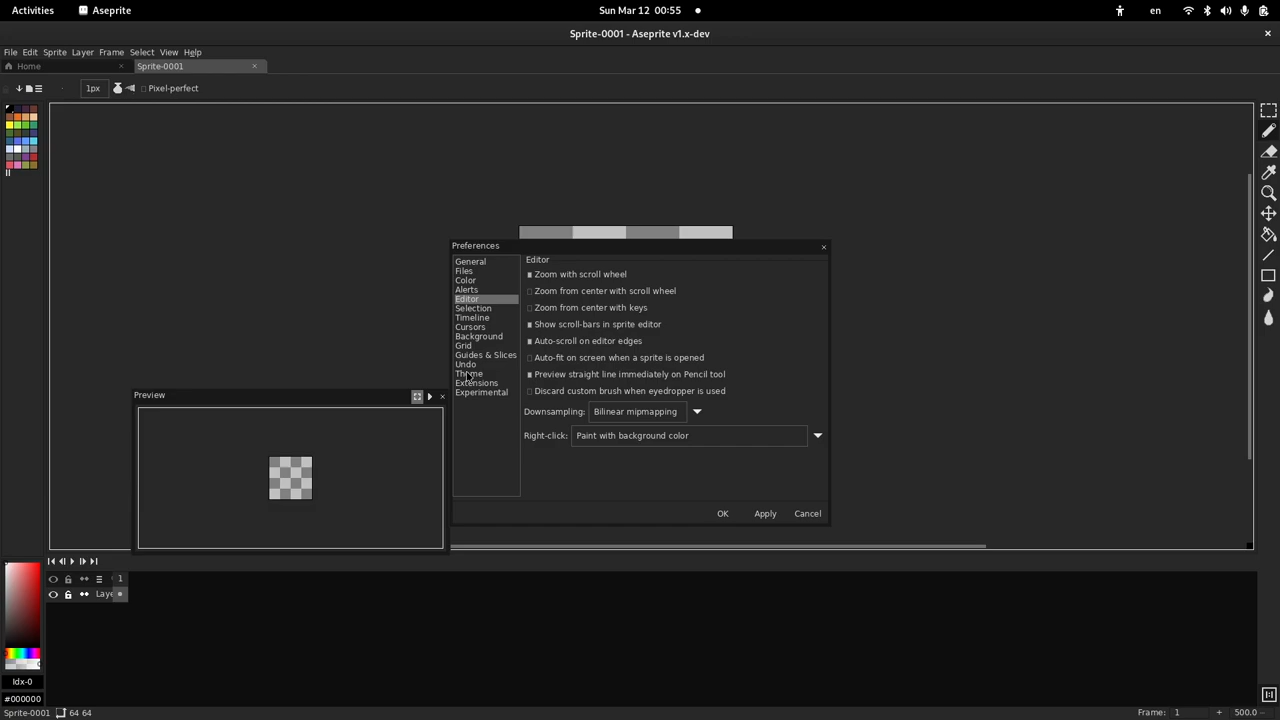 Activities Aseprite Sun Mar 12 00:55 en
Sprite-0001 - Aseprite v1.x-dev
File Edit Sprite Layer Frame Select View Help
Home Sprite-0001
1px Pixel-perfect
Preferences
General
Files
Color
Alerts
Editor
Selection
Timeline
Cursors
Background
Grid
Guides & Slices
Undo
Theme
Extensions
Experimental
Editor
Zoom with scroll wheel
Zoom from center with scroll wheel
Zoom from center with keys
Show scroll-bars in sprite editor
Auto-scroll on editor edges
Auto-fit on screen when a sprite is opened
Preview straight line immediately on Pencil tool
Discard custom brush when eyedropper is used
Downsampling: Bilinear mipmapping
Right-click: Paint with background color
OK Apply Cancel
Preview
1
Laye
Idx-0
#000000
Sprite-0001 64 64 Frame: 1 + 500.0
1:1